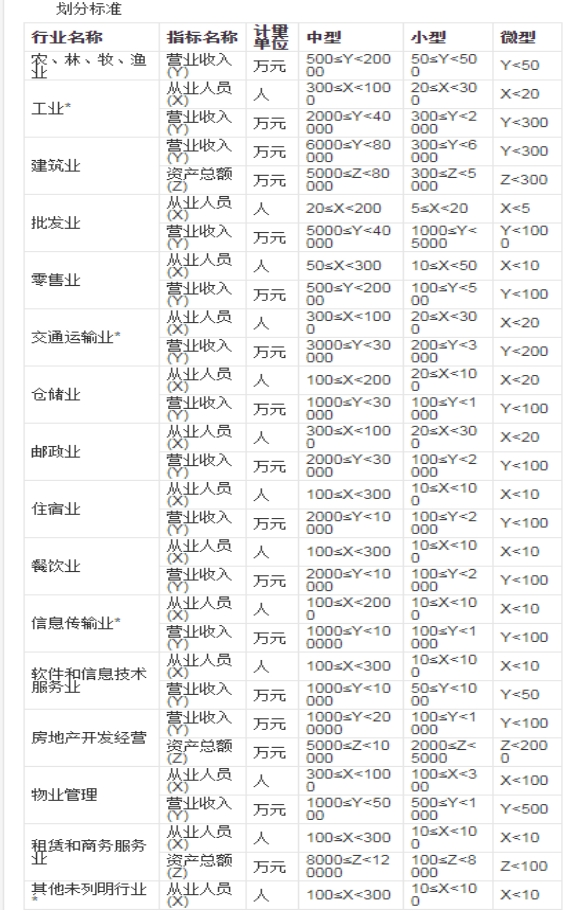 划分标准
行业名称 指标名称 计量单位 中型 小型 微型
农、林、牧、渔业 营业收入(Y) 万元 500≤Y<20000 50≤Y<500 Y<50
工业* 从业人员(X) 人 300≤X<1000 20≤X<300 X<20
营业收入(Y) 万元 2000≤Y<40000 300≤Y<2000 Y<300
建筑业 营业收入(Y) 万元 6000≤Y<80000 300≤Y<6000 Y<300
资产总额(Z) 万元 5000≤Z<80000 300≤Z<5000 Z<300
批发业 从业人员(X) 人 20≤X<200 5≤X<20 X<5
营业收入(Y) 万元 5000≤Y<40000 1000≤Y<5000 Y<1000
零售业 从业人员(X) 人 50≤X<300 10≤X<50 X<10
营业收入(Y) 万元 500≤Y<20000 100≤Y<500 Y<100
交通运输业* 从业人员(X) 人 300≤X<1000 20≤X<300 X<20
营业收入(Y) 万元 3000≤Y<30000 200≤Y<3000 Y<200
仓储业 从业人员(X) 人 100≤X<200 20≤X<100 X<20
营业收入(Y) 万元 1000≤Y<30000 100≤Y<1000 Y<100
邮政业 从业人员(X) 人 300≤X<1000 20≤X<300 X<20
营业收入(Y) 万元 2000≤Y<30000 100≤Y<2000 Y<100
住宿业 从业人员(X) 人 100≤X<300 10≤X<100 X<10
营业收入(Y) 万元 2000≤Y<10000 100≤Y<2000 Y<100
餐饮业 从业人员(X) 人 100≤X<300 10≤X<100 X<10
营业收入(Y) 万元 2000≤Y<10000 100≤Y<2000 Y<100
信息传输业* 从业人员(X) 人 100≤X<2000 10≤X<100 X<10
营业收入(Y) 万元 1000≤Y<100000 100≤Y<1000 Y<100
软件和信息技术服务业 从业人员(X) 人 100≤X<300 10≤X<100 X<10
营业收入(Y) 万元 1000≤Y<10000 50≤Y<1000 Y<50
房地产开发经营 营业收入(Y) 万元 1000≤Y<200000 100≤Y<1000 Y<100
资产总额(Z) 万元 5000≤Z<10000 2000≤Z<5000 Z<2000
物业管理 从业人员(X) 人 300≤X<1000 100≤X<300 X<100
营业收入(Y) 万元 1000≤Y<5000 500≤Y<1000 Y<500
租赁和商务服务业 从业人员(X) 人 100≤X<300 10≤X<100 X<10
资产总额(Z) 万元 8000≤Z<120000 100≤Z<8000 Z<100
其他未列明行业* 从业人员(X) 人 100≤X<300 10≤X<100 X<10